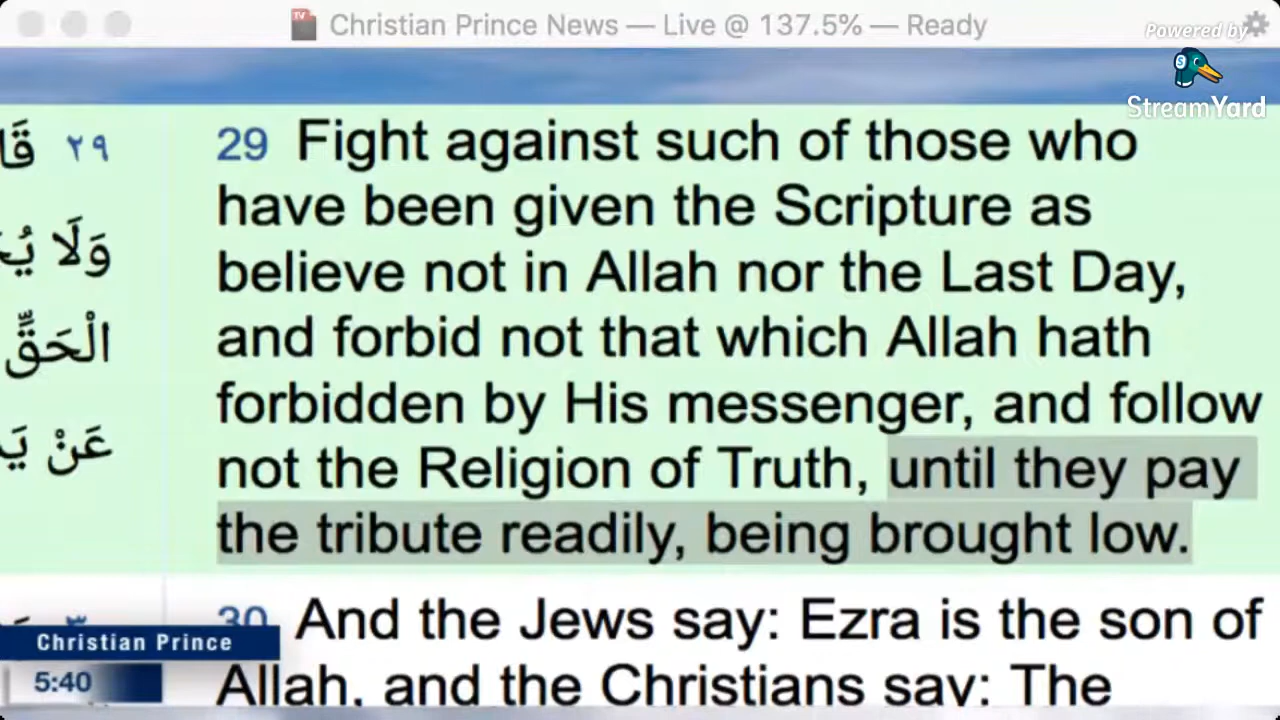 Christian Prince News — Live @ 137.5% — Ready
Powered by
StreamYard
29 Fight against such of those who
have been given the Scripture as
believe not in Allah nor the Last Day,
and forbid not that which Allah hath
forbidden by His messenger, and follow
not the Religion of Truth, until they pay
the tribute readily, being brought low.
30 And the Jews say: Ezra is the son of
Allah, and the Christians say: The
٢٩
وَلَا
الْحَقِّ
عَنْ
Christian Prince
5:40